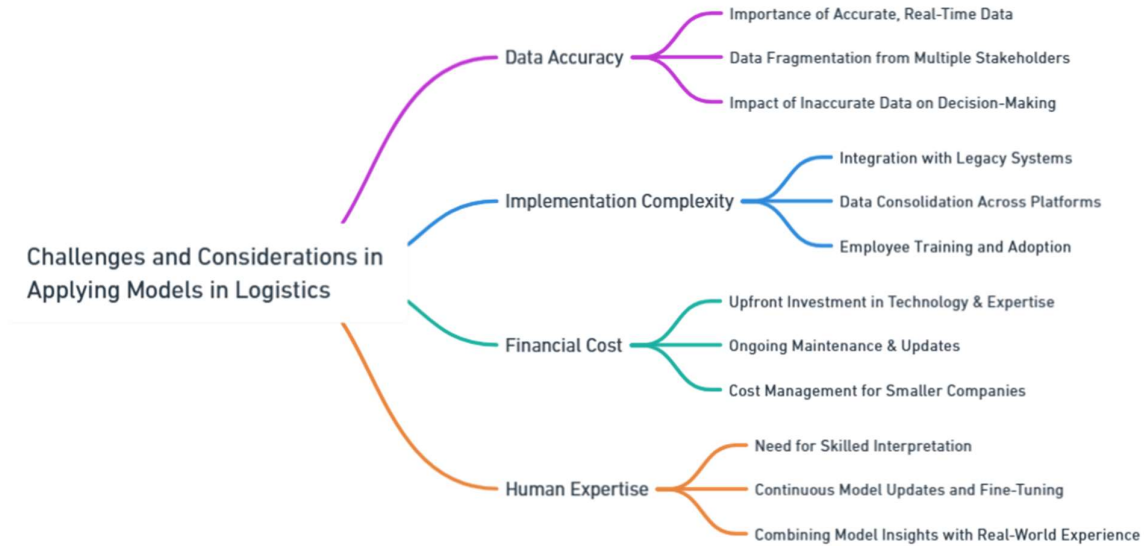 Challenges and Considerations in
Applying Models in Logistics
Data Accuracy
Importance of Accurate, Real-Time Data
Data Fragmentation from Multiple Stakeholders
Impact of Inaccurate Data on Decision-Making
Implementation Complexity
Integration with Legacy Systems
Data Consolidation Across Platforms
Employee Training and Adoption
Financial Cost
Upfront Investment in Technology & Expertise
Ongoing Maintenance & Updates
Cost Management for Smaller Companies
Human Expertise
Need for Skilled Interpretation
Continuous Model Updates and Fine-Tuning
Combining Model Insights with Real-World Experience